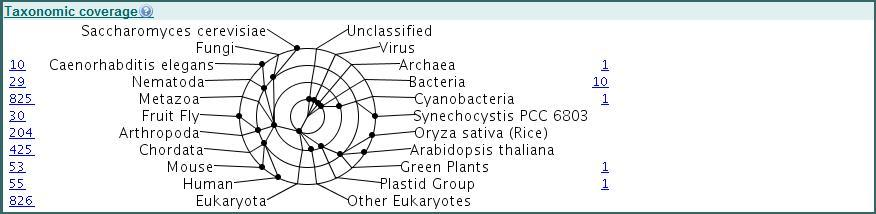 Taxonomic coverage ?
Saccharomyces cerevisiae Unclassified
Fungi Virus
10 Caenorhabditis elegans Archaea 1
29 Nematoda Bacteria 10
825 Metazoa Cyanobacteria 1
30 Fruit Fly Synechocystis PCC 6803
204 Arthropoda Oryza sativa (Rice)
425 Chordata Arabidopsis thaliana
53 Mouse Green Plants 1
55 Human Plastid Group 1
826 Eukaryota Other Eukaryotes